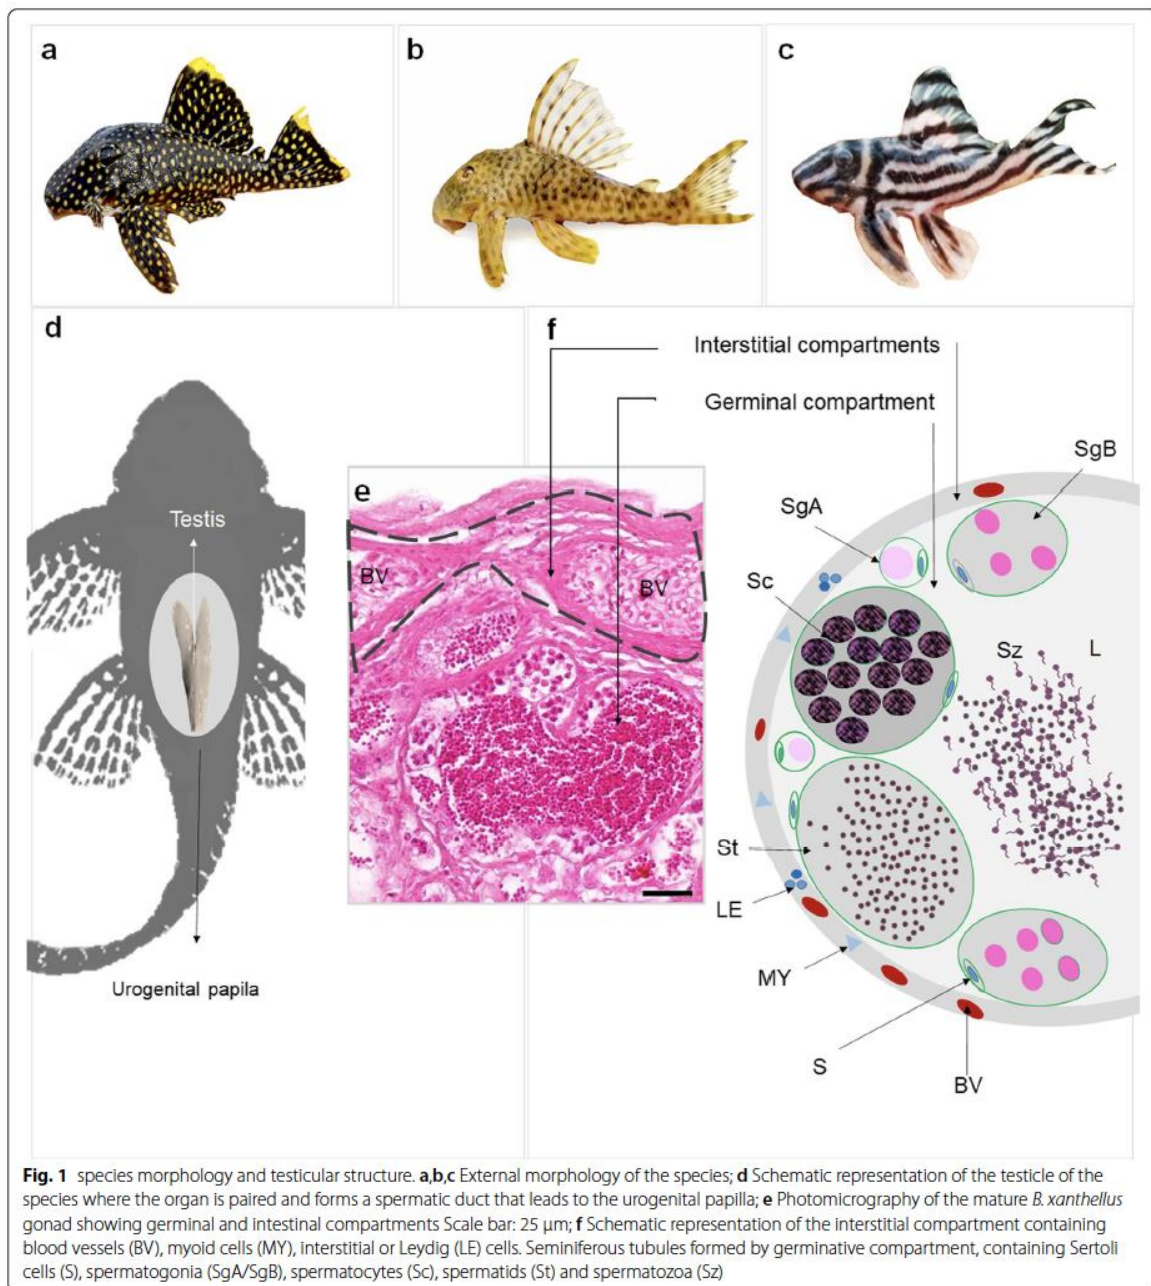 a
b
c
d
f
Interstitial compartments
Germinal compartment
SgB
e
SgA
Testis
BV
BV
Sc
Sz
L
St
LE
MY
Urogenital papila
S
BV
Fig. 1 species morphology and testicular structure. a,b,c External morphology of the species; d Schematic representation of the testicle of the
species where the organ is paired and forms a spermatic duct that leads to the urogenital papilla; e Photomicrography of the mature B. xanthellus
gonad showing germinal and intestinal compartments Scale bar: 25 μm; f Schematic representation of the interstitial compartment containing
blood vessels (BV), myoid cells (MY), interstitial or Leydig (LE) cells. Seminiferous tubules formed by germinative compartment, containing Sertoli
cells (S), spermatogonia (SgA/SgB), spermatocytes (Sc), spermatids (St) and spermatozoa (Sz)